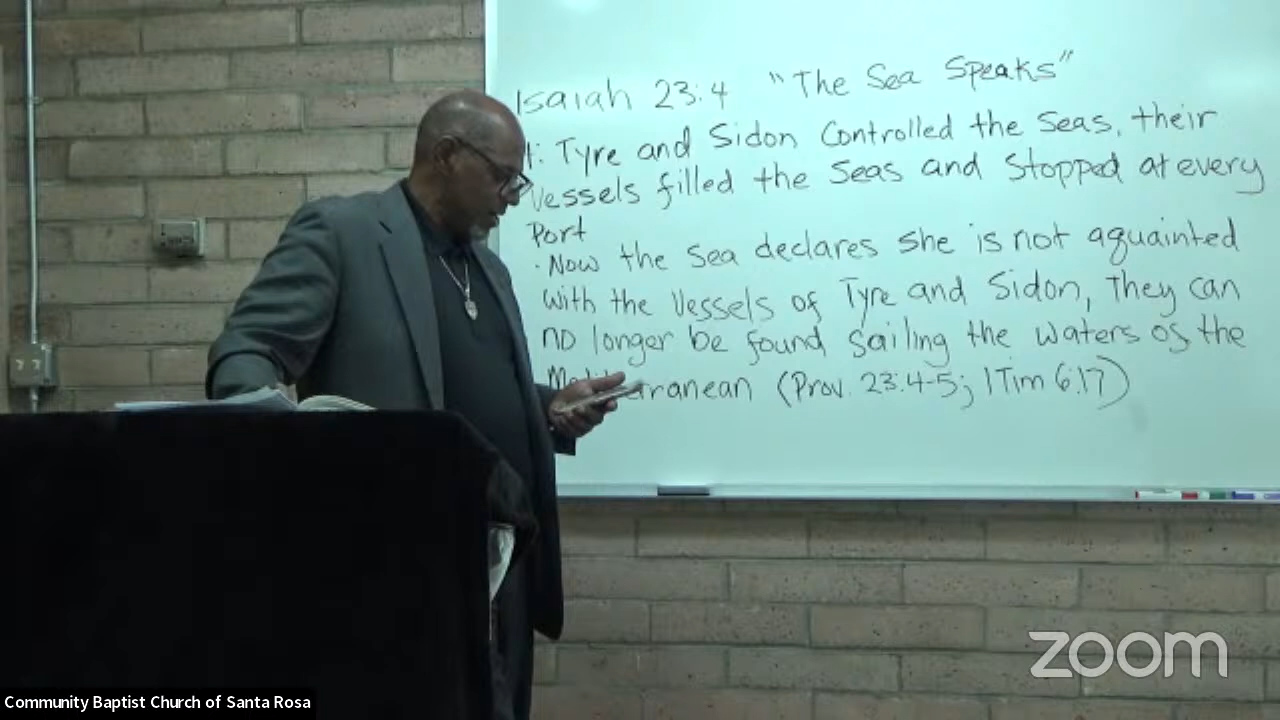 Isaiah 23:4 "The Sea Speaks"
: Tyre and Sidon Controlled the Seas, their
Vessels filled the Seas and Stopped at every
Port
. Now the Sea declares she is not aquainted
with the Vessels of Tyre and Sidon, They can
no longer be found Sailing the waters of the
(Prov. 23:4-5; 1 Tim 6:17)
zoom
Community Baptist Church of Santa Rosa